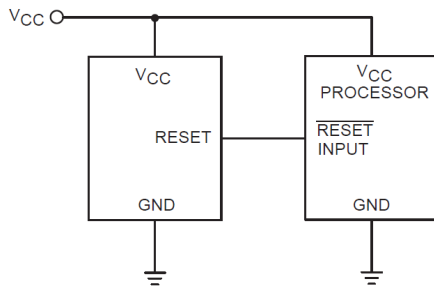 VCC
VCC
RESET
GND
VCC
PROCESSOR
RESET
INPUT
GND